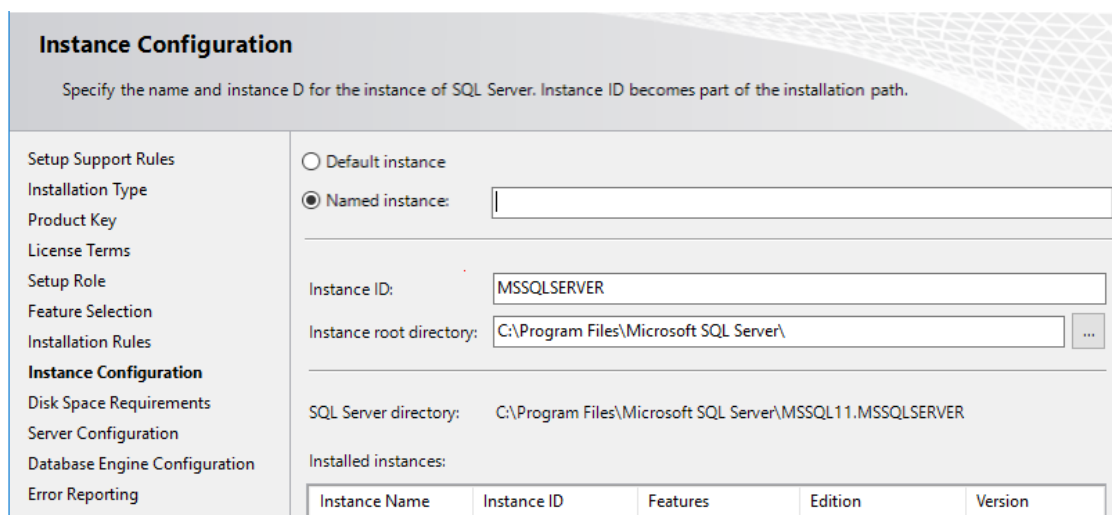 Instance Configuration
Specify the name and instance D for the instance of SQL Server. Instance ID becomes part of the installation path.
Setup Support Rules
Installation Type
Product Key
License Terms
Setup Role
Feature Selection
Installation Rules
Instance Configuration
Disk Space Requirements
Server Configuration
Database Engine Configuration
Error Reporting
Default instance
Named instance:
Instance ID: MSSQLSERVER
Instance root directory: C:\Program Files\Microsoft SQL Server\ ...
SQL Server directory: C:\Program Files\Microsoft SQL Server\MSSQL11.MSSQLSERVER
Installed instances:
Instance Name Instance ID Features Edition Version